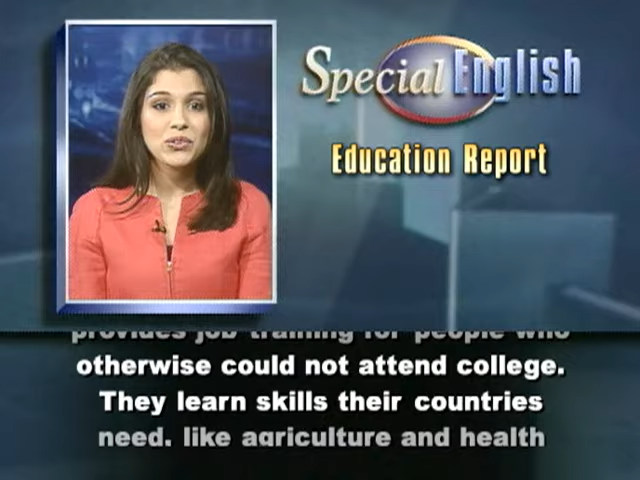 Special English
Education Report
provides job training for people who
otherwise could not attend college.
They learn skills their countries
need, like agriculture and health